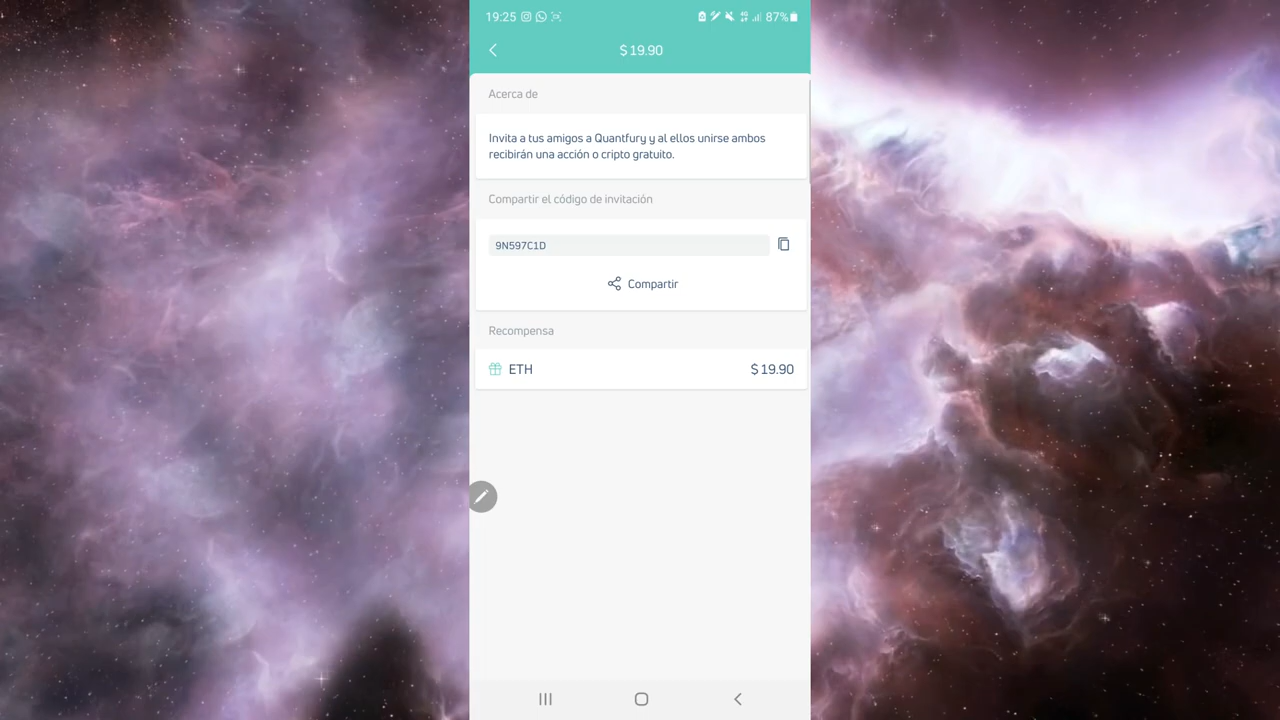 19:25 87%
$ 19.90
Acerca de
Invita a tus amigos a Quantfury y al ellos unirse ambos
recibirán una acción o cripto gratuito.
Compartir el código de invitación
9N597C1D
Compartir
Recompensa
ETH $ 19.90